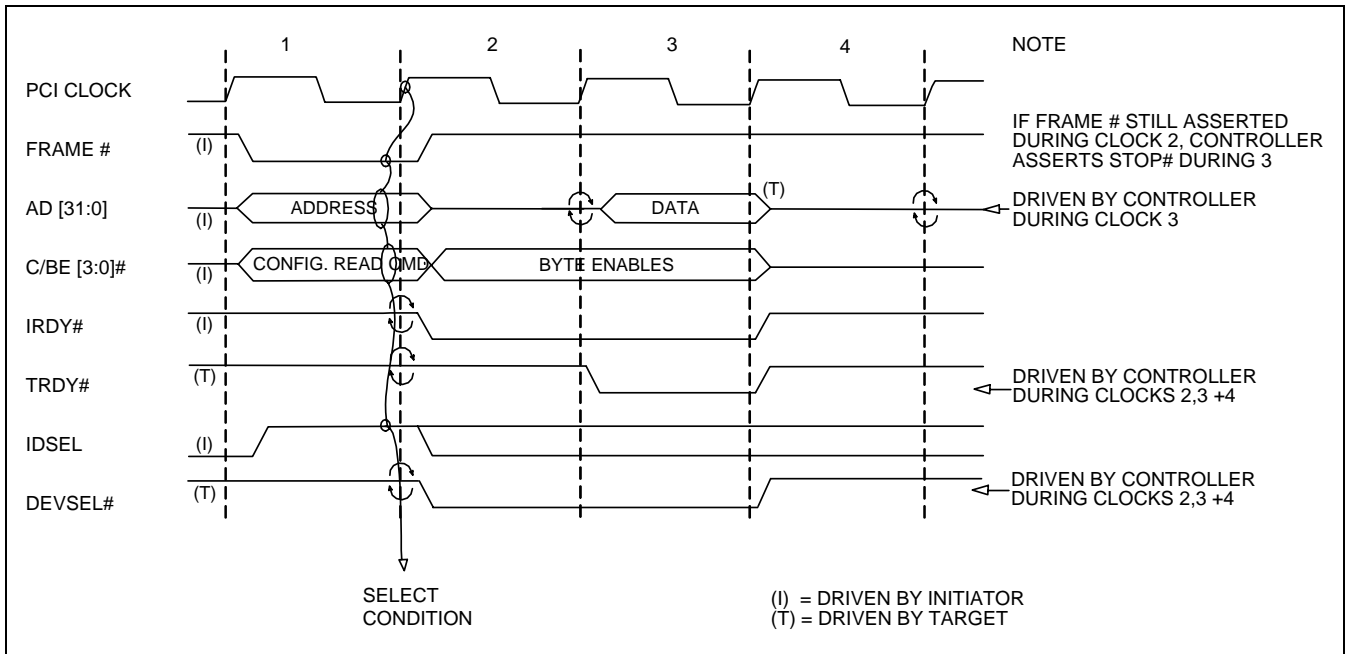 1 2 3 4 NOTE
PCI CLOCK
IF FRAME # STILL ASSERTED
DURING CLOCK 2, CONTROLLER
ASSERTS STOP# DURING 3
FRAME # (I)
AD [31:0] (I) ADDRESS DATA (T)
DRIVEN BY CONTROLLER
DURING CLOCK 3
C/BE [3:0]# (I) CONFIG. READ CMD BYTE ENABLES
IRDY# (I)
TRDY# (T)
DRIVEN BY CONTROLLER
DURING CLOCKS 2,3 +4
IDSEL (I)
DEVSEL# (T)
DRIVEN BY CONTROLLER
DURING CLOCKS 2,3 +4
SELECT
CONDITION
(I) = DRIVEN BY INITIATOR
(T) = DRIVEN BY TARGET